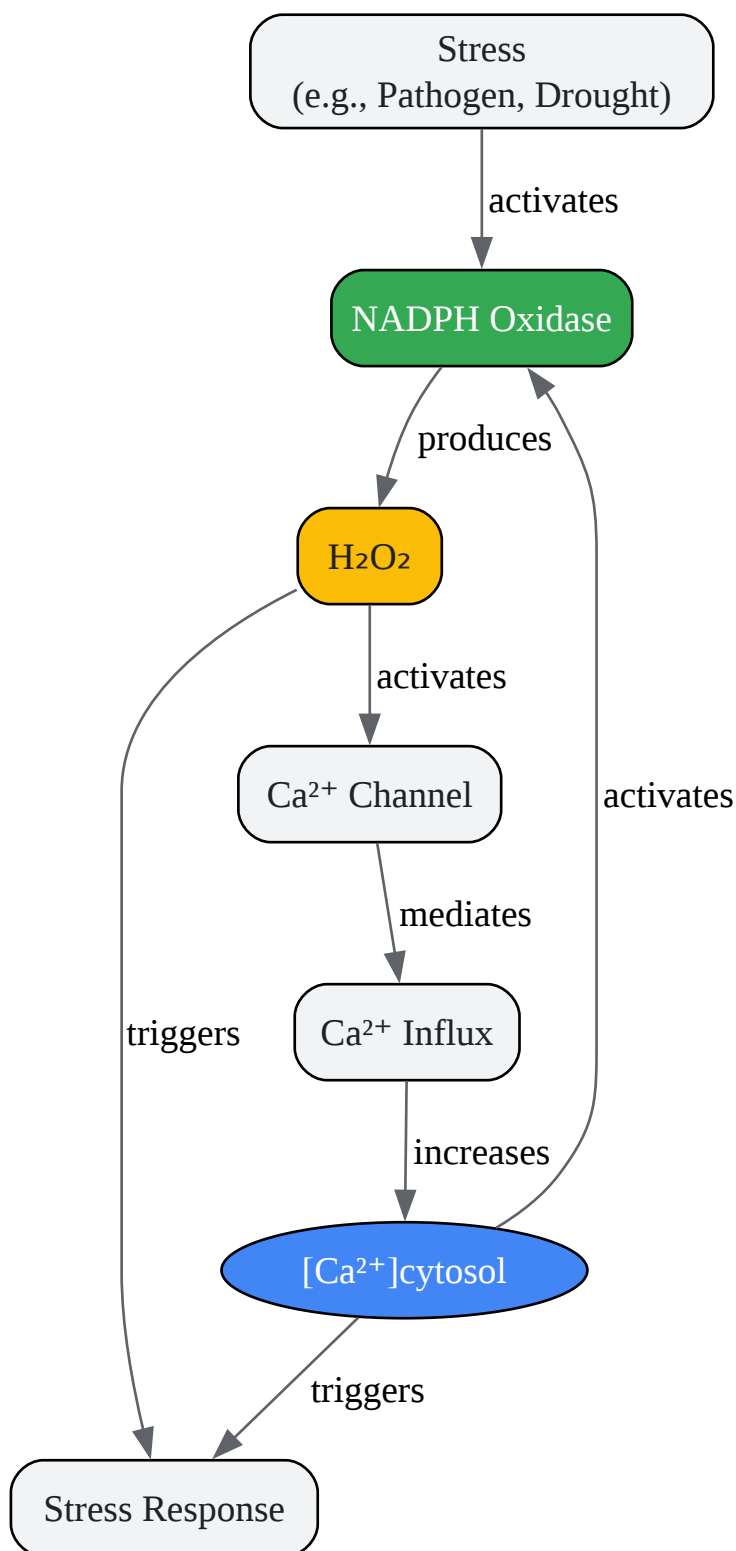 Stress
(e.g., Pathogen, Drought)
activates
NADPH Oxidase
produces
H₂O₂
activates
Ca²⁺ Channel
activates
mediates
triggers
Ca²⁺ Influx
increases
[Ca²⁺]cytosol
triggers
Stress Response